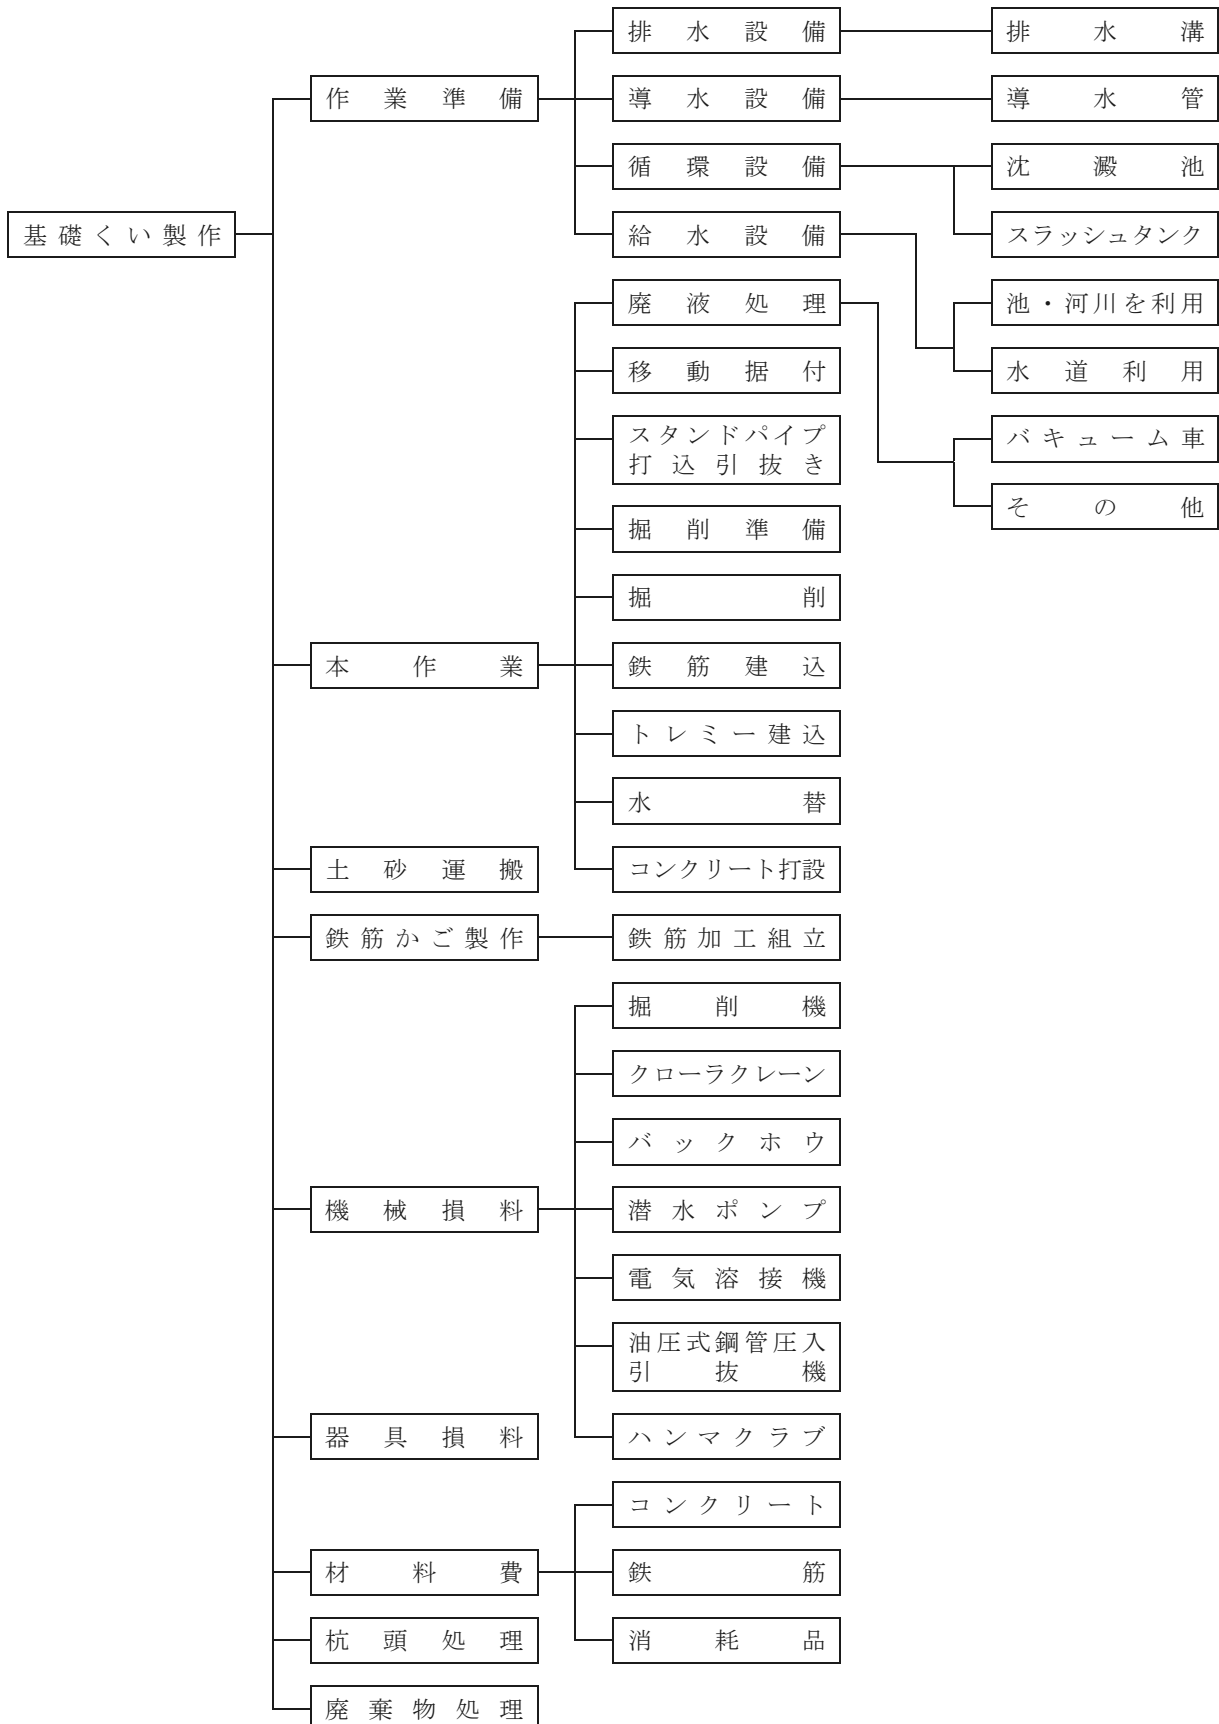 基礎くい製作
作業準備
排水設備
排水溝
導水設備
導水管
循環設備
沈澱池
スラッシュタンク
給水設備
池・河川を利用
水道利用
本作業
廃液処理
バキューム車
その他
移動据付
スタンドパイプ
打込引抜き
掘削準備
掘削
鉄筋建込
トレミー建込
水替
コンクリート打設
土砂運搬
鉄筋かご製作
鉄筋加工組立
機械損料
掘削機
クローラクレーン
バックホウ
潜水ポンプ
電気溶接機
油圧式鋼管圧入
引抜機
ハンマクラブ
器具損料
材料費
コンクリート
鉄筋
消耗品
杭頭処理
廃棄物処理